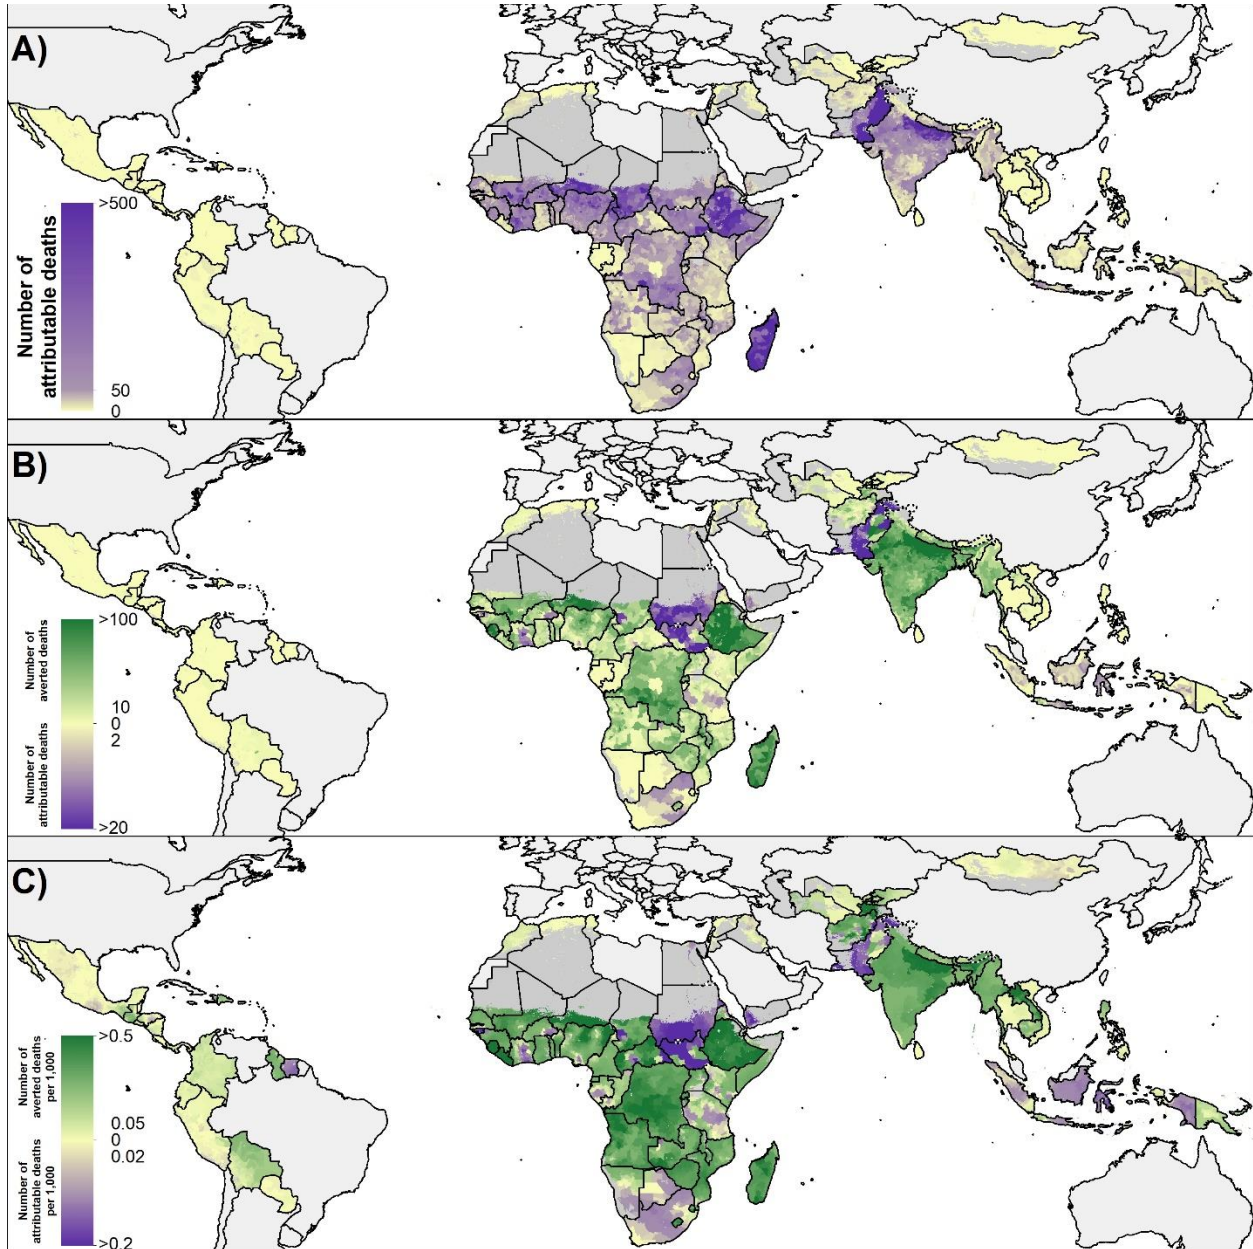 A)
Number of
attributable deaths
>500
50
0
B)
Number of
averted deaths
Number of
attributable deaths
>100
10
0
2
>20
C)
Number of
averted deaths
per 1,000
Number of
attributable deaths
per 1,000
>0.5
0.05
0
0.02
>0.2